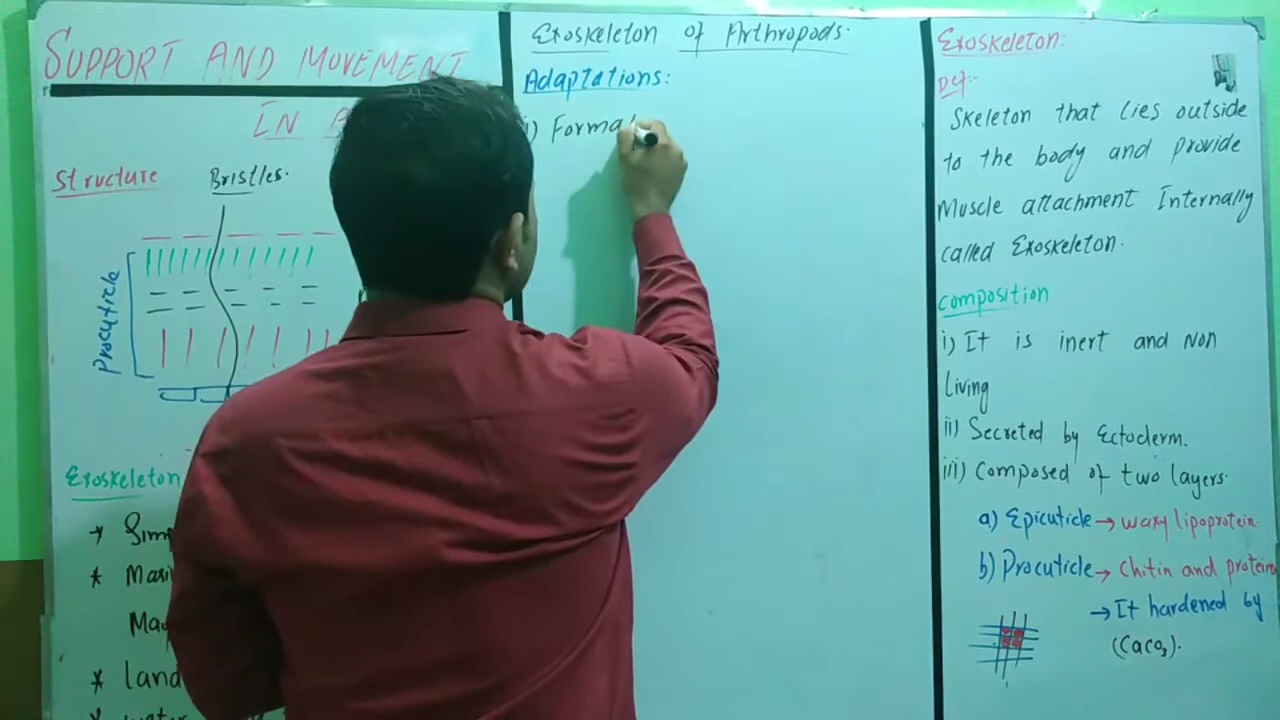 SUPPORT AND MOVEMENT
IN
Structure
Bristles.
Procuticle
Exoskeleton
* land
Exoskeleton of Arthropods.
Adaptations:
i) Forma
Exoskeleton:
Def:-
Skeleton that lies outside
to the body and provide
Muscle attachment Internally
called Exoskeleton.
composition
i) It is inert and Non
Living
ii) Secreted by Ectoderm.
iii) Composed of two layers.
a) Epicuticle → waxy lipoprotein.
b) Procuticle → chitin and protein
→ It hardened by
(CaCO3).